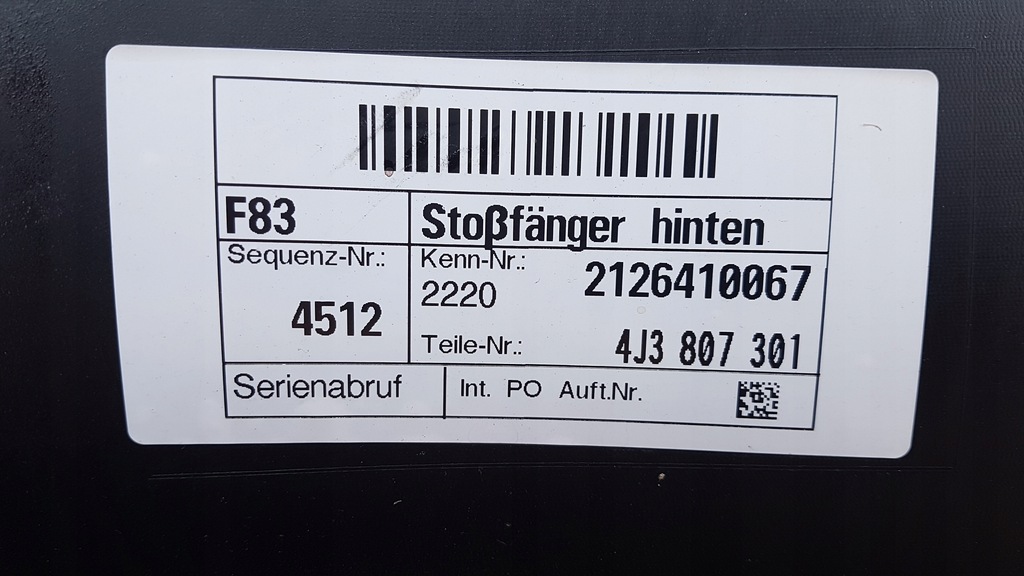 F83 Stoßfänger hinten
Sequenz-Nr.: Kenn-Nr.: 2126410067
2220
4512
Teile-Nr.: 4J3 807 301
Serienabruf Int. PO Auft.Nr.